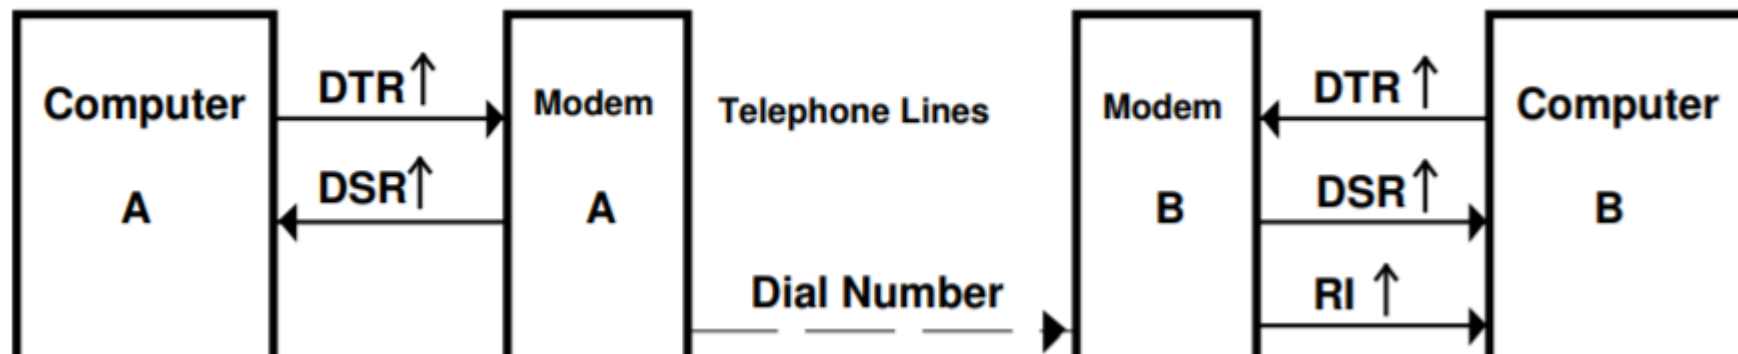 Computer
A
DTR↑
DSR↑
Modem
A
Telephone Lines
Dial Number
Modem
B
DTR ↑
DSR↑
RI ↑
Computer
B